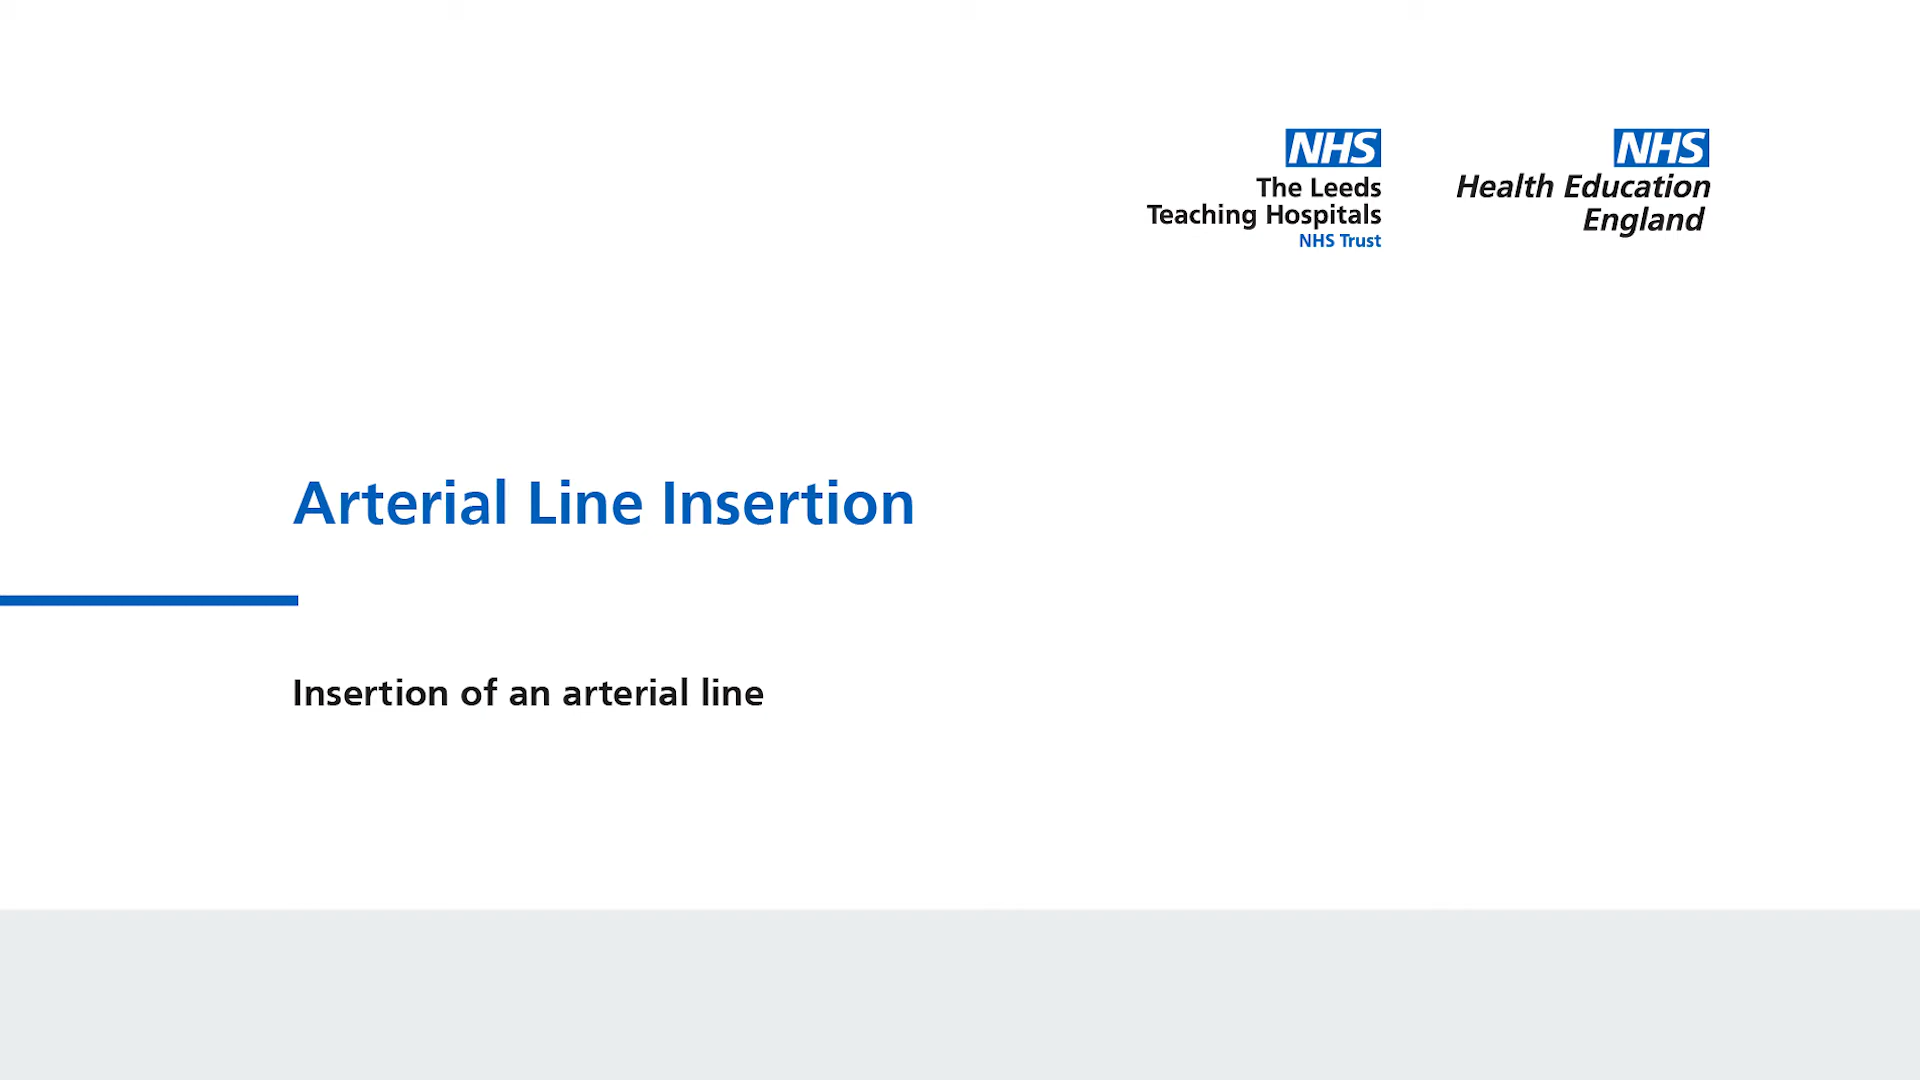 NHS
The Leeds
Teaching Hospitals
NHS Trust
NHS
Health Education
England
Arterial Line Insertion
Insertion of an arterial line